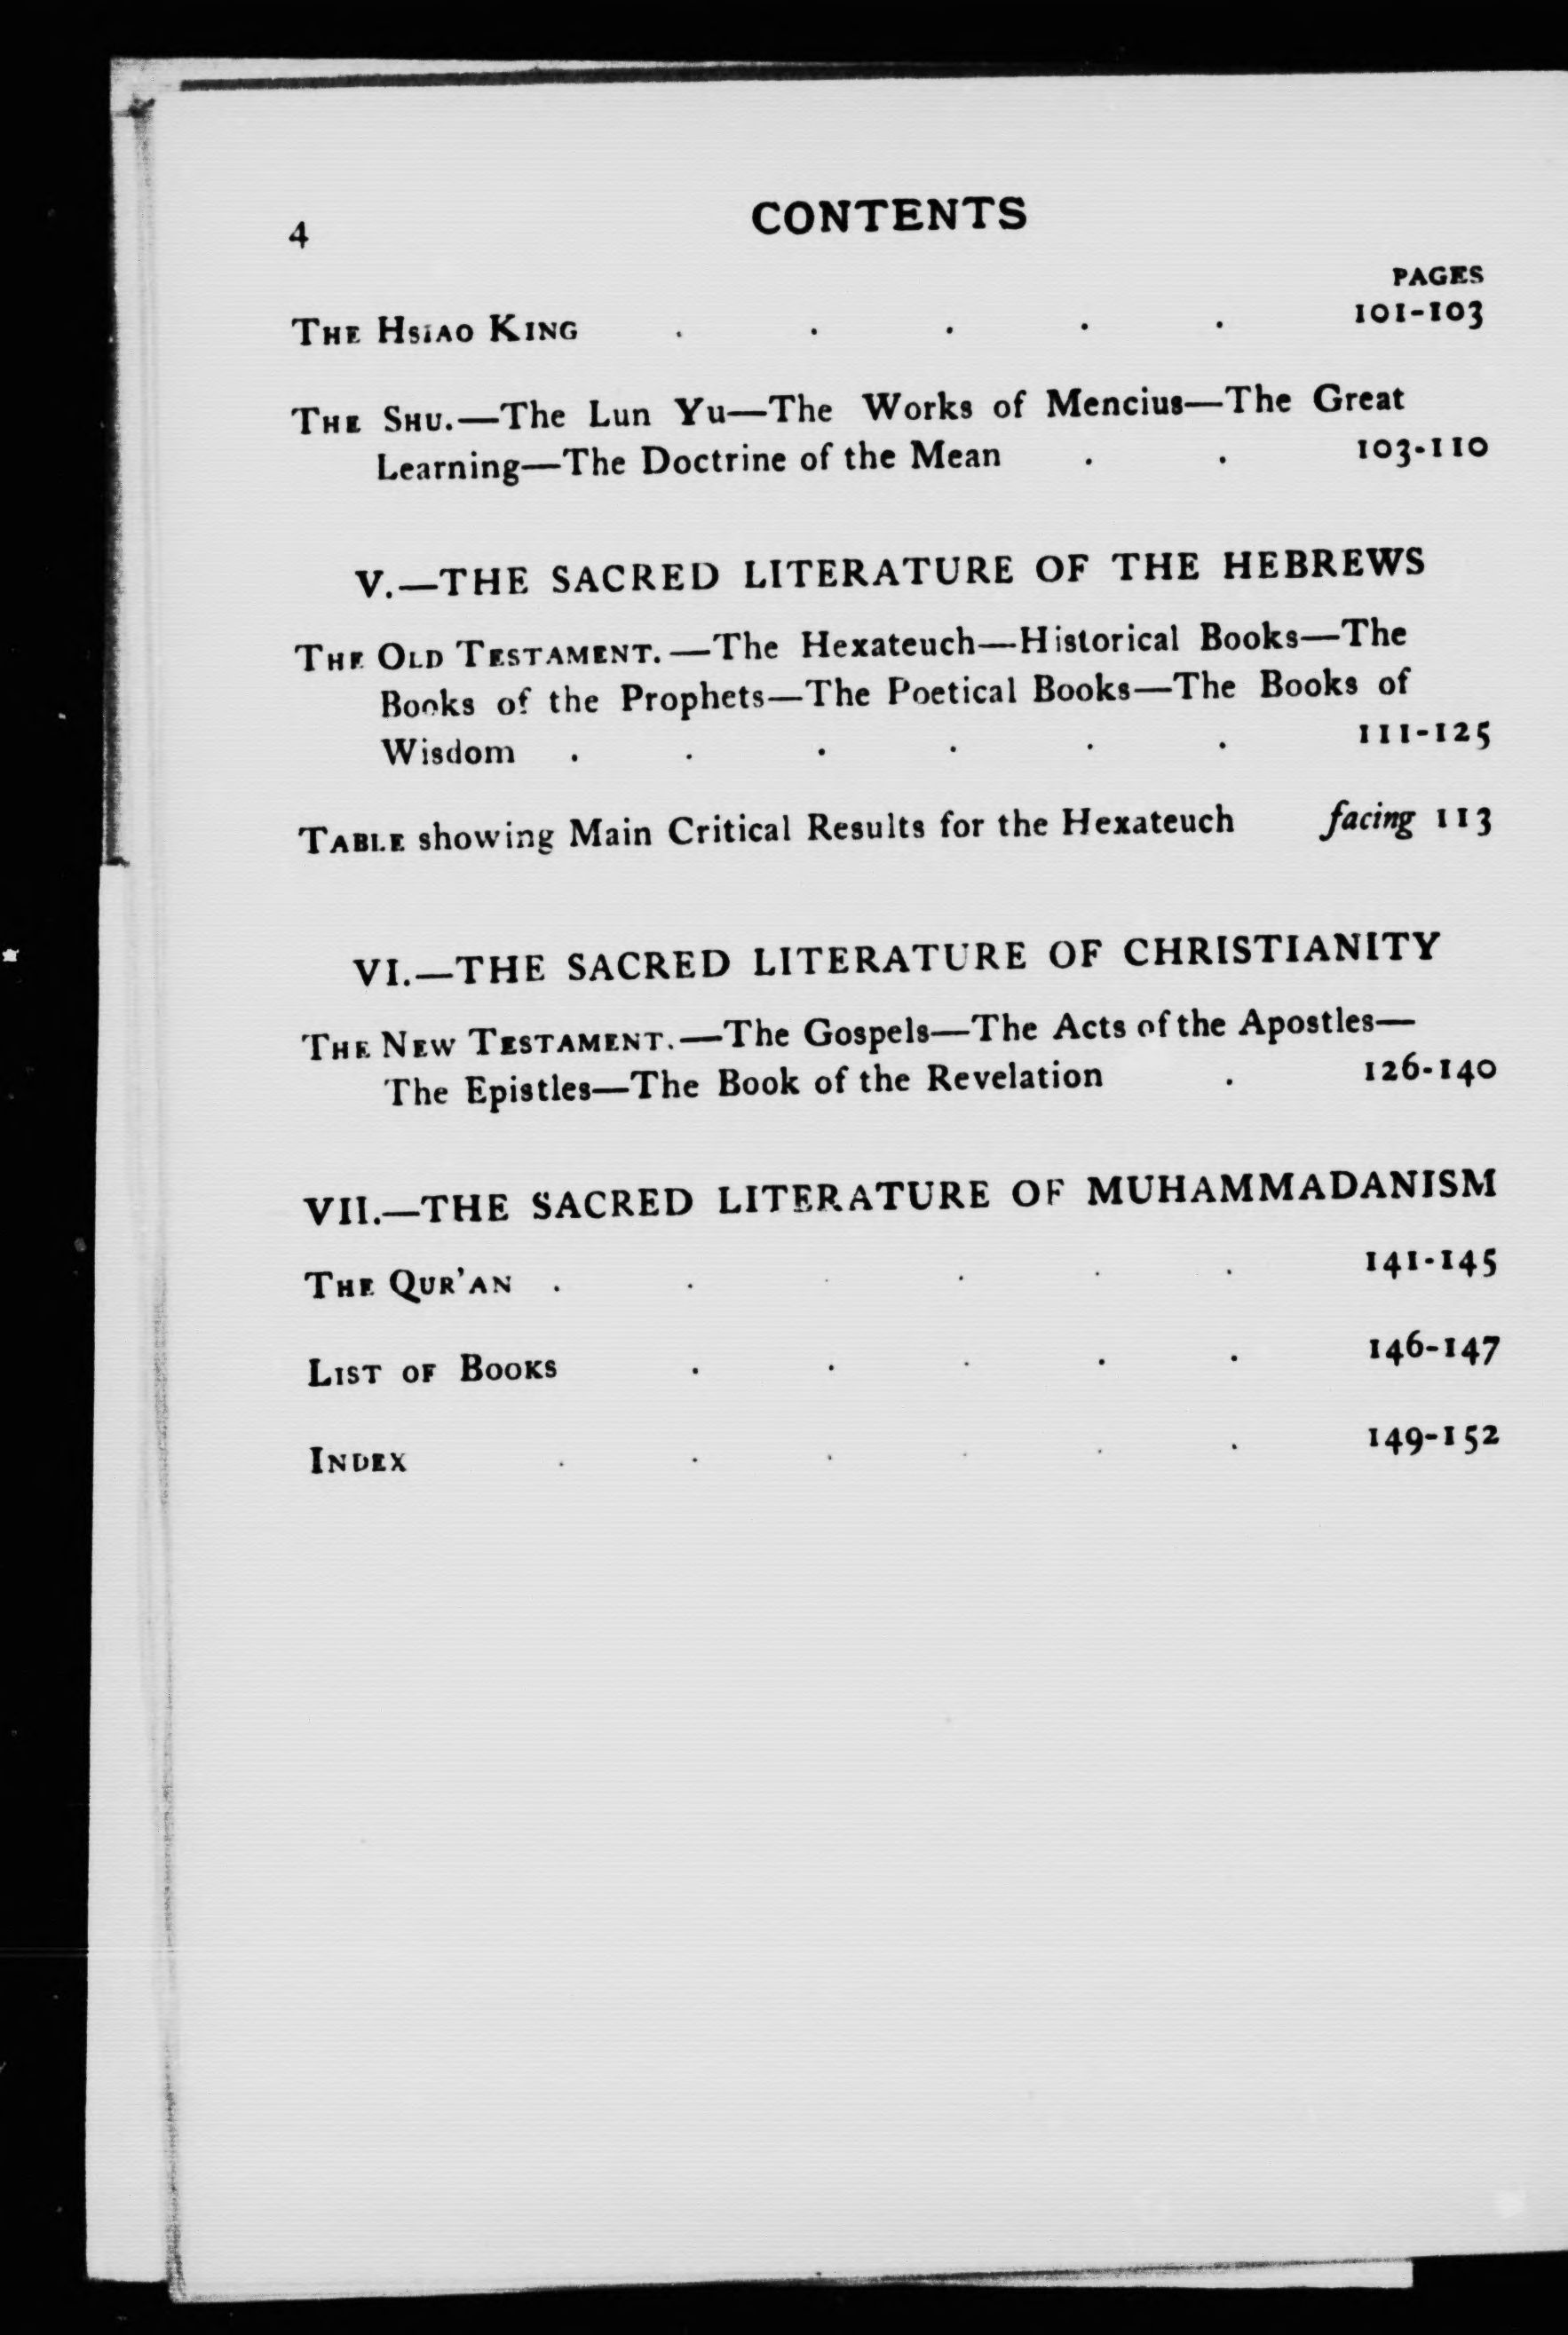 4 CONTENTS
PAGES
THE HSIAO KING . . . . . 101-103
THE SHU.—The Lun Yu—The Works of Mencius—The Great
Learning—The Doctrine of the Mean . . 103-110
V.—THE SACRED LITERATURE OF THE HEBREWS
THE OLD TESTAMENT.—The Hexateuch—Historical Books—The
Books of the Prophets—The Poetical Books—The Books of
Wisdom . . . . . . 111-125
TABLE showing Main Critical Results for the Hexateuch facing 113
VI.—THE SACRED LITERATURE OF CHRISTIANITY
THE NEW TESTAMENT.—The Gospels—The Acts of the Apostles—
The Epistles—The Book of the Revelation . 126-140
VII.—THE SACRED LITERATURE OF MUHAMMADANISM
THE QUR'AN . . . . . . 141-145
LIST OF BOOKS . . . . . 146-147
INDEX . . . . . . 149-152